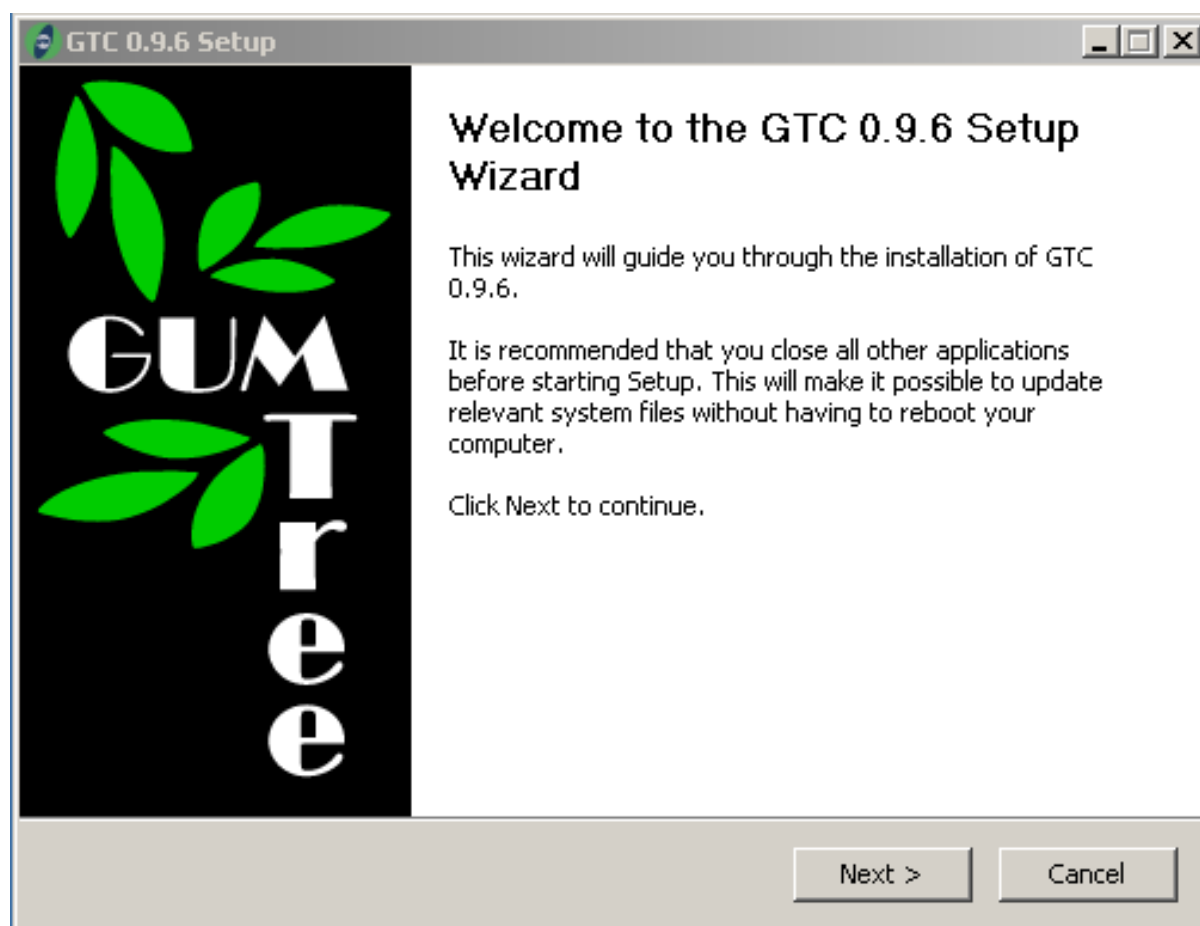 GTC 0.9.6 Setup
GUM
Tree
Welcome to the GTC 0.9.6 Setup
Wizard
This wizard will guide you through the installation of GTC
0.9.6.
It is recommended that you close all other applications
before starting Setup. This will make it possible to update
relevant system files without having to reboot your
computer.
Click Next to continue.
Next >
Cancel